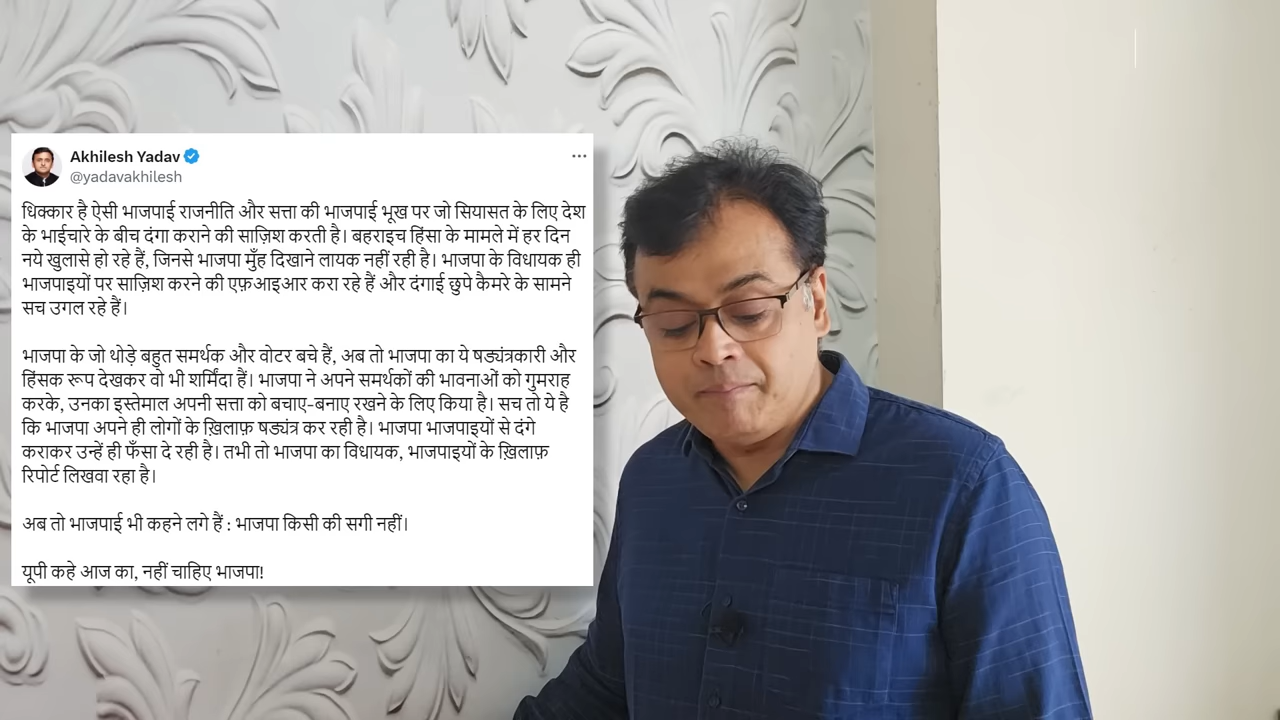 Akhilesh Yadav
@yadavakhilesh
धिक्कार है ऐसी भाजपाई राजनीति और सत्ता की भाजपाई भूख पर जो सियासत के लिए देश
के भाईचारे के बीच दंगा कराने की साज़िश करती है। बहराइच हिंसा के मामले में हर दिन
नये खुलासे हो रहे हैं, जिनसे भाजपा मुँह दिखाने लायक नहीं रही है। भाजपा के विधायक ही
भाजपाइयों पर साज़िश करने की एफ़आइआर करा रहे हैं और दंगाई छुपे कैमरे के सामने
सच उगल रहे हैं।
भाजपा के जो थोड़े बहुत समर्थक और वोटर बचे हैं, अब तो भाजपा का ये षड्यंत्रकारी और
हिंसक रूप देखकर वो भी शर्मिंदा हैं। भाजपा ने अपने समर्थकों की भावनाओं को गुमराह
करके, उनका इस्तेमाल अपनी सत्ता को बचाए-बनाए रखने के लिए किया है। सच तो ये है
कि भाजपा अपने ही लोगों के ख़िलाफ़ षड्यंत्र कर रही है। भाजपा भाजपाइयों से दंगे
कराकर उन्हें ही फँसा दे रही है। तभी तो भाजपा का विधायक, भाजपाइयों के ख़िलाफ़
रिपोर्ट लिखवा रहा है।
अब तो भाजपाई भी कहने लगे हैं : भाजपा किसी की सगी नहीं।
यूपी कहे आज का, नहीं चाहिए भाजपा!